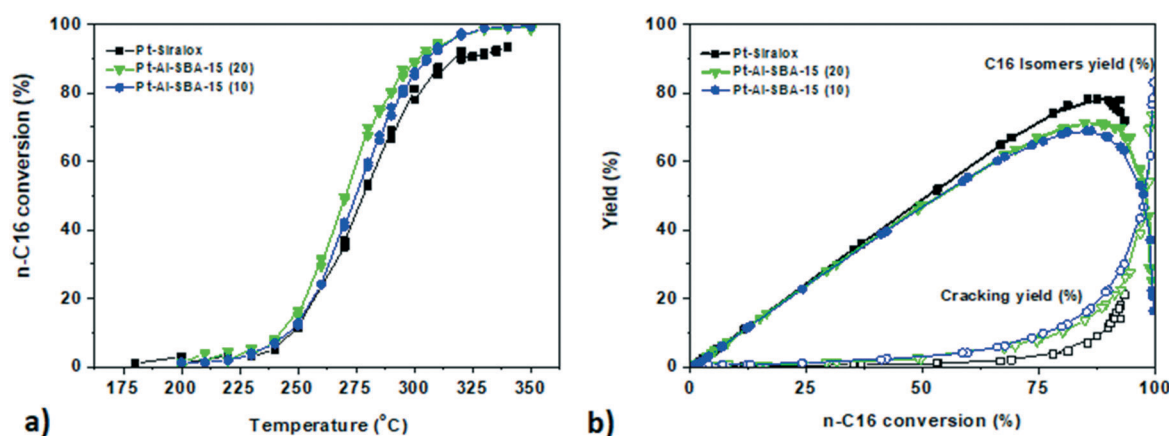 100
80
60
40
20
0
n-C16 conversion (%)
Pt-Siralox
Pt-Al-SBA-15 (20)
Pt-Al-SBA-15 (10)
175 200 225 250 275 300 325 350
Temperature (°C)
a)
100
80
60
40
20
0
Yield (%)
Pt-Siralox
Pt-Al-SBA-15 (20)
Pt-Al-SBA-15 (10)
C16 Isomers yield (%)
Cracking yield (%)
0 25 50 75 100
n-C16 conversion (%)
b)